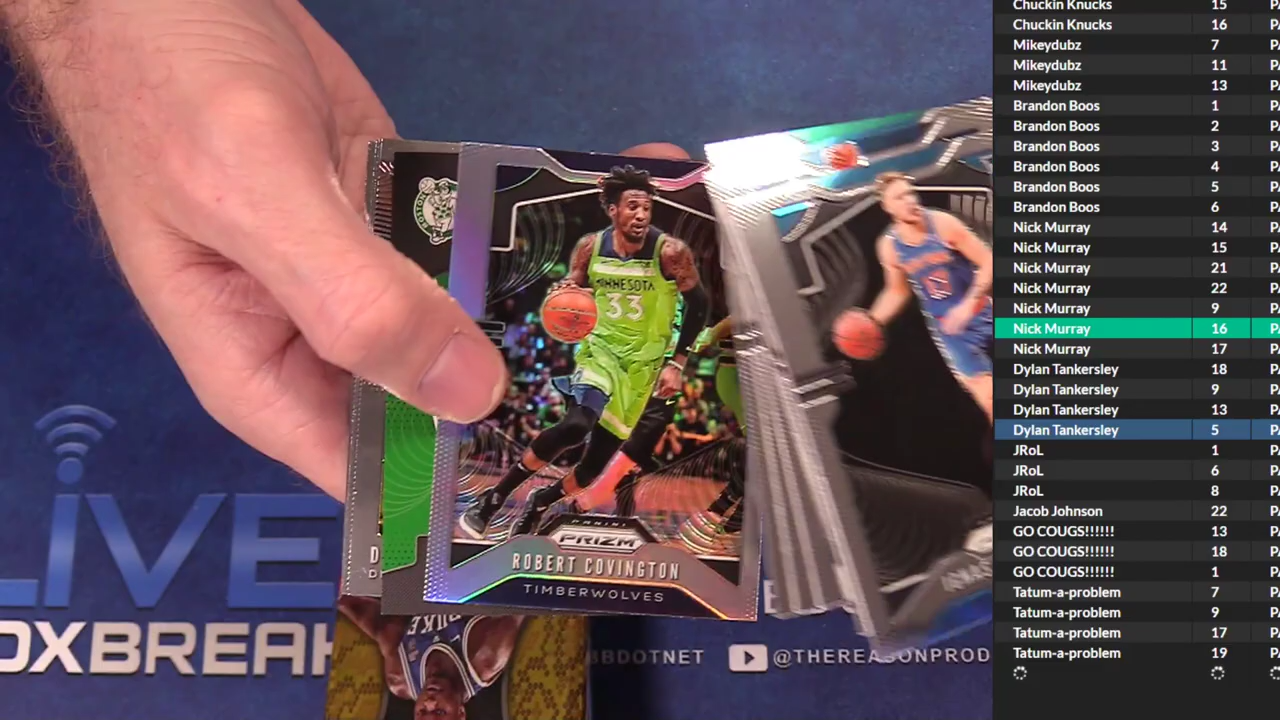 Chuckin Knucks 15
Chuckin Knucks 16
Mikeydubz 7
Mikeydubz 11
Mikeydubz 13
Brandon Boos 1
Brandon Boos 2
Brandon Boos 3
Brandon Boos 4
Brandon Boos 5
Brandon Boos 6
Nick Murray 14
Nick Murray 15
Nick Murray 21
Nick Murray 22
Nick Murray 9
Nick Murray 16
Nick Murray 17
Dylan Tankersley 18
Dylan Tankersley 9
Dylan Tankersley 13
Dylan Tankersley 5
JRoL 1
JRoL 6
JRoL 8
Jacob Johnson 22
GO COUGS!!!!!! 13
GO COUGS!!!!!! 18
GO COUGS!!!!!! 1
Tatum-a-problem 7
Tatum-a-problem 9
Tatum-a-problem 17
Tatum-a-problem 19
BOSTON
MINNESOTA
33
PANINI
PRIZM
ROBERT COVINGTON
TIMBERWOLVES
DUKE
LiVE
OXBREAK
BBDOTNET
@THEREASONPROD